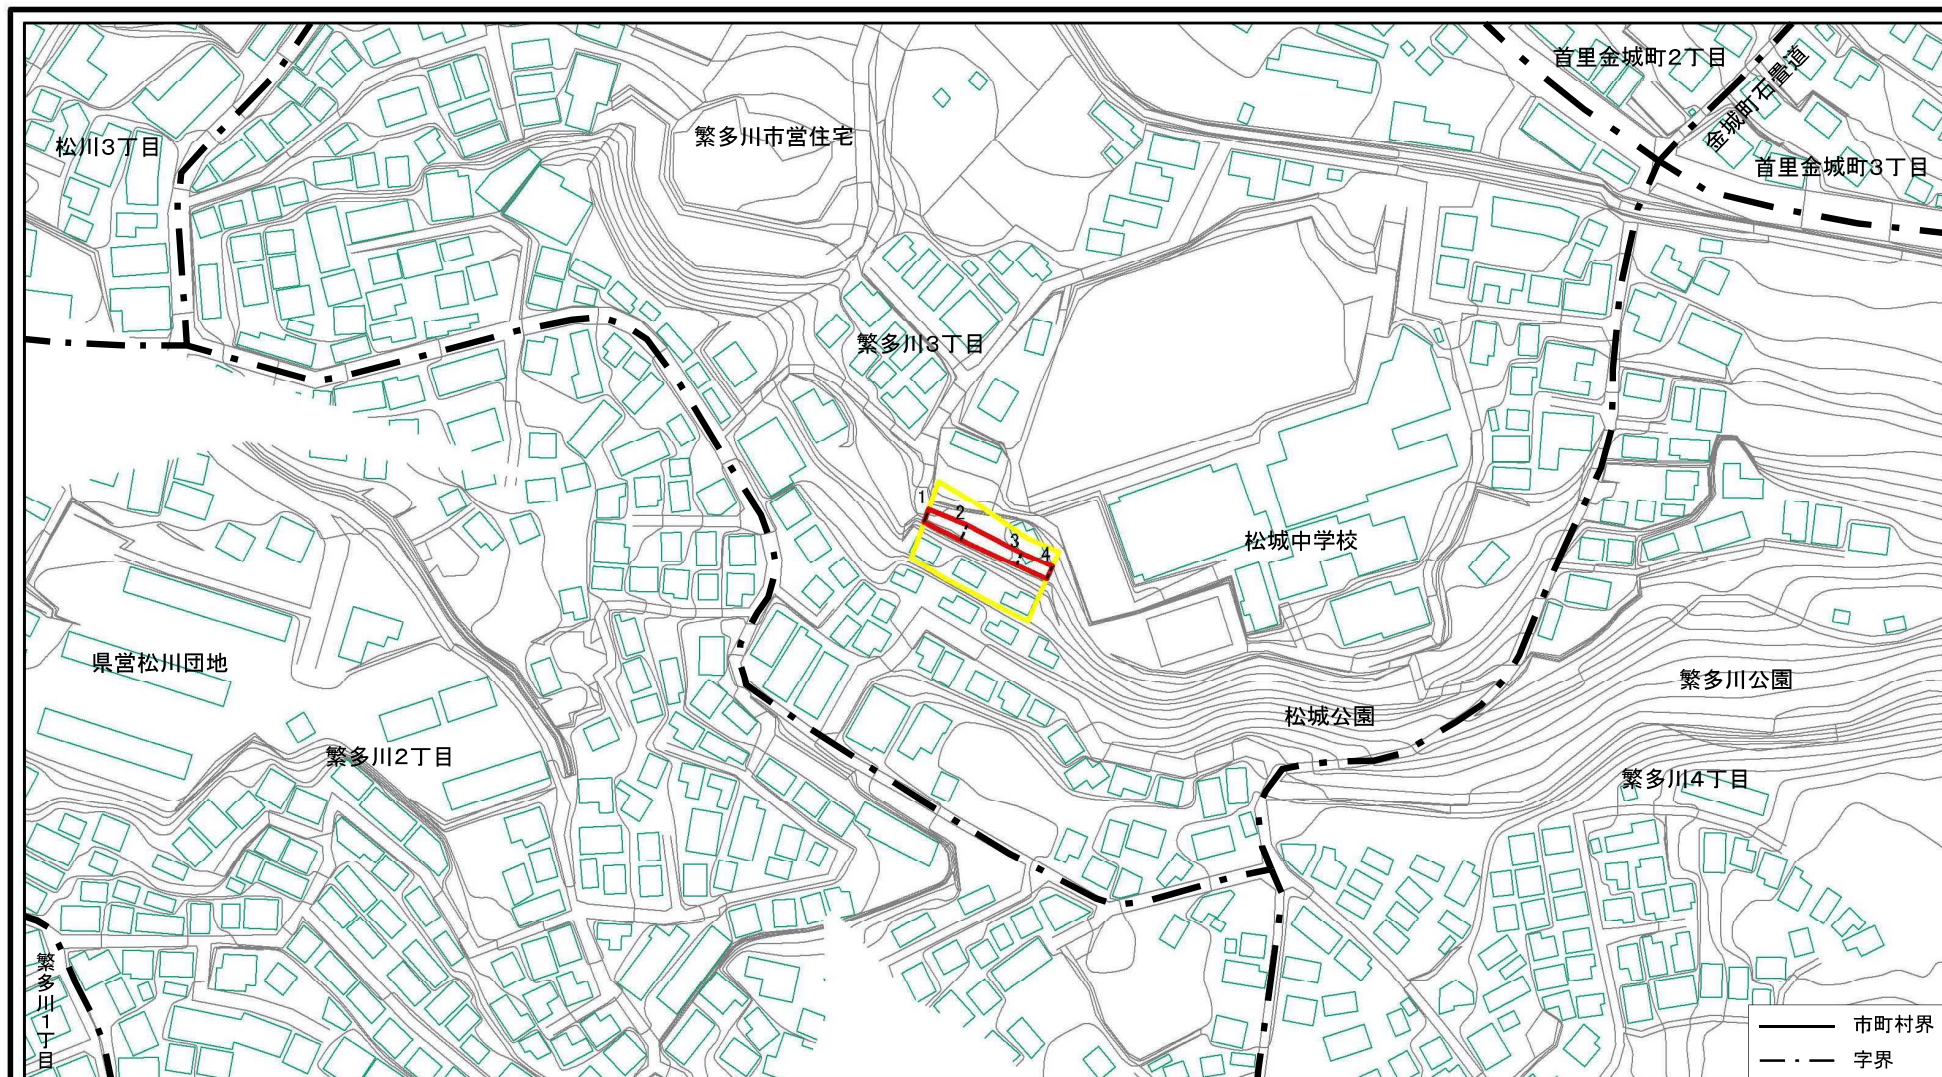 首里金城町2丁目
金城町石畳道
松川3丁目
繁多川市営住宅
首里金城町3丁目
繁多川3丁目
1
2
3
4
松城中学校
県営松川団地
繁多川公園
松城公園
繁多川2丁目
繁多川4丁目
繁多川1丁目
市町村界
字界